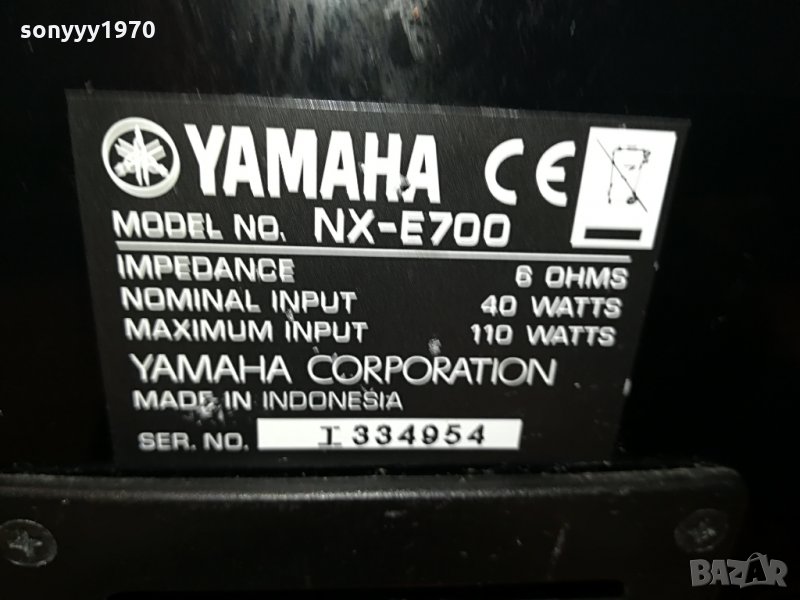 sonyyy1970
YAMAHA CE
MODEL NO. NX-E700
IMPEDANCE 6 OHMS
NOMINAL INPUT 40 WATTS
MAXIMUM INPUT 110 WATTS
YAMAHA CORPORATION
MADE IN INDONESIA
SER. NO. I 334954
BAZAR